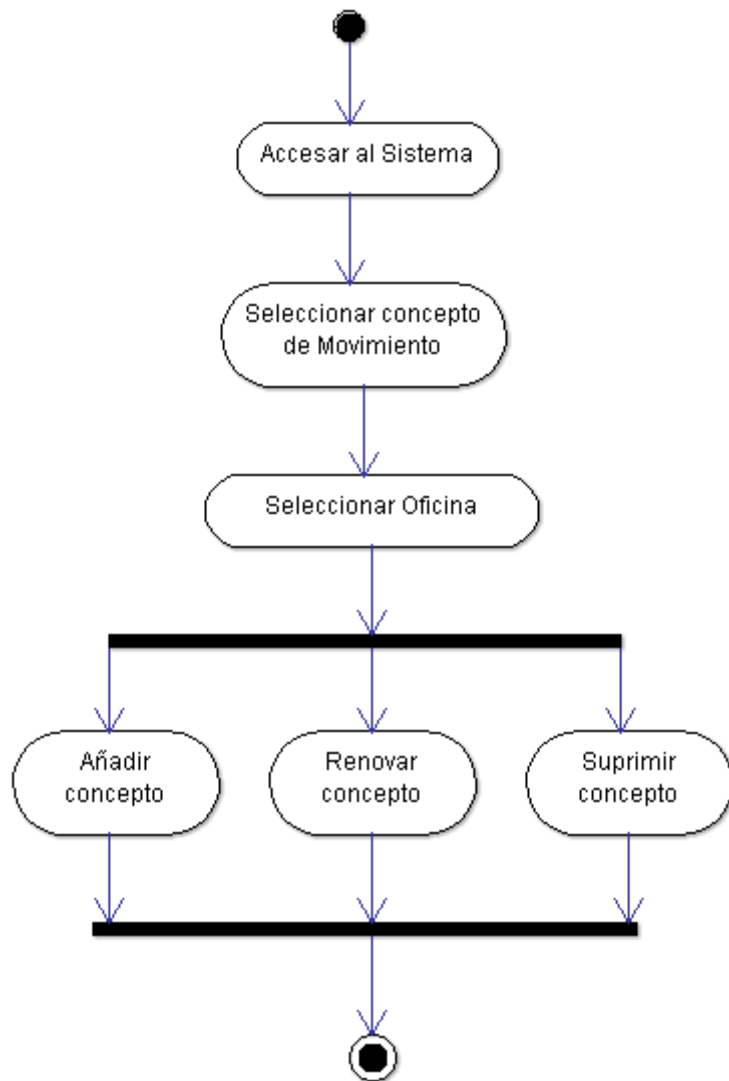 Accesar al Sistema
Seleccionar concepto
de Movimiento
Seleccionar Oficina
Añadir
concepto
Renovar
concepto
Suprimir
concepto